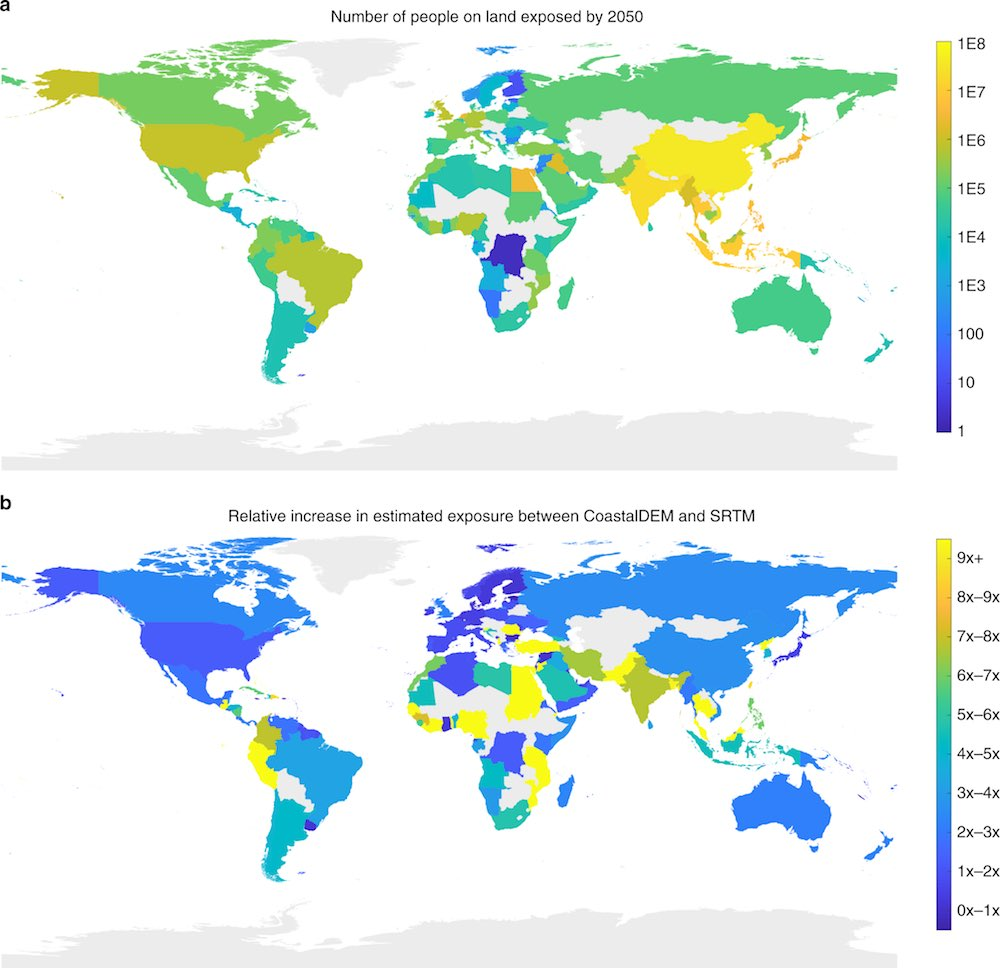 a
Number of people on land exposed by 2050
1E8
1E7
1E6
1E5
1E4
1E3
100
10
1
b
Relative increase in estimated exposure between CoastalDEM and SRTM
9x+
8x–9x
7x–8x
6x–7x
5x–6x
4x–5x
3x–4x
2x–3x
1x–2x
0x–1x